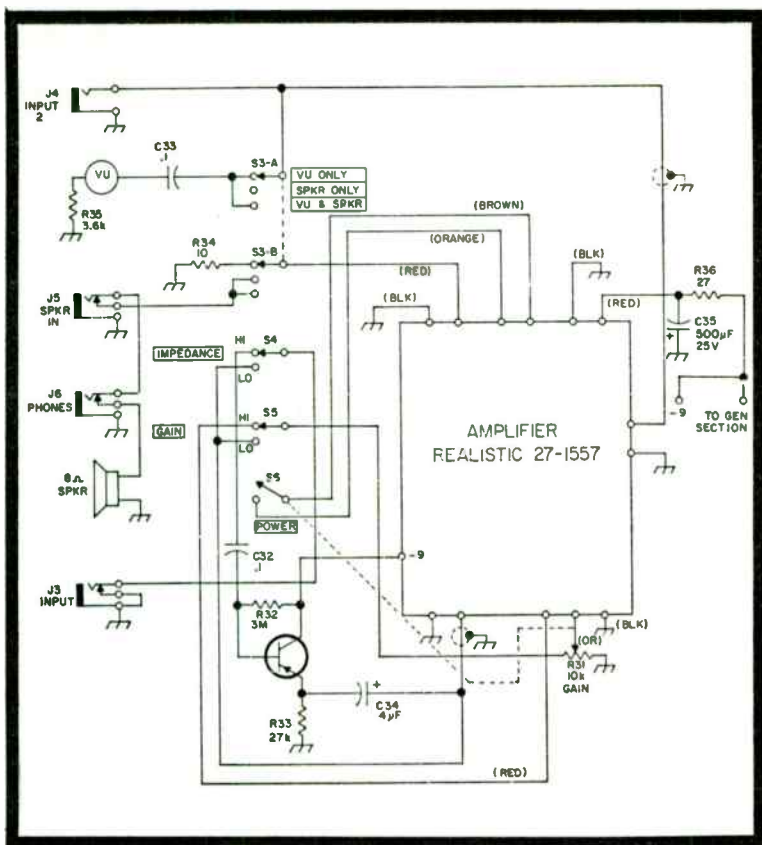 J4
INPUT
2
C33
.1
VU
R35
3.6k
S3-A
VU ONLY
SPKR ONLY
VU & SPKR
(BROWN)
(ORANGE)
R34
10
S3-B
(RED)
(BLK)
(BLK)
(RED)
R36
27
C35
500µF
25V
+
J5
SPKR
IN
IMPEDANCE
HI
S4
LO
J6
PHONES
GAIN
HI
S5
LO
8Ω
SPKR
S6
POWER
AMPLIFIER
REALISTIC 27-1557
-9
TO GEN
SECTION
C32
.1
-9
J3
INPUT
R32
3M
(BLK)
(OR)
R31
10k
GAIN
+
C34
4µF
R33
27k
(RED)